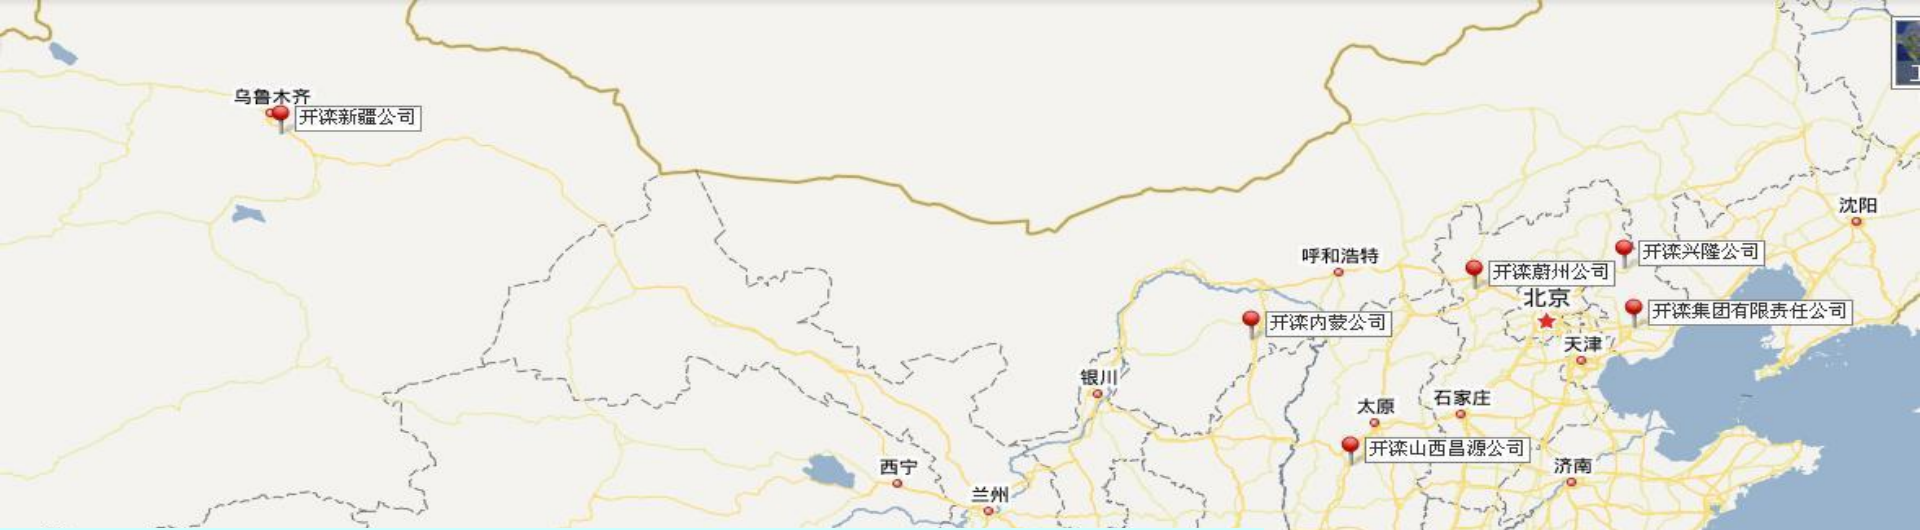 乌鲁木齐
开滦新疆公司
沈阳
呼和浩特
开滦兴隆公司
开滦蔚州公司
北京
开滦集团有限责任公司
开滦内蒙公司
天津
银川
石家庄
太原
开滦山西昌源公司
西宁
济南
兰州